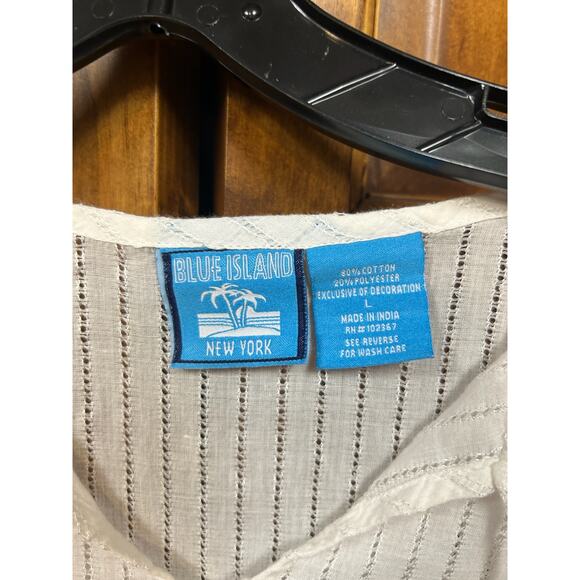 BLUE ISLAND
NEW YORK
80% COTTON
20% POLYESTER
EXCLUSIVE OF DECORATION
L
MADE IN INDIA
RN#102367
SEE REVERSE
FOR WASH CARE